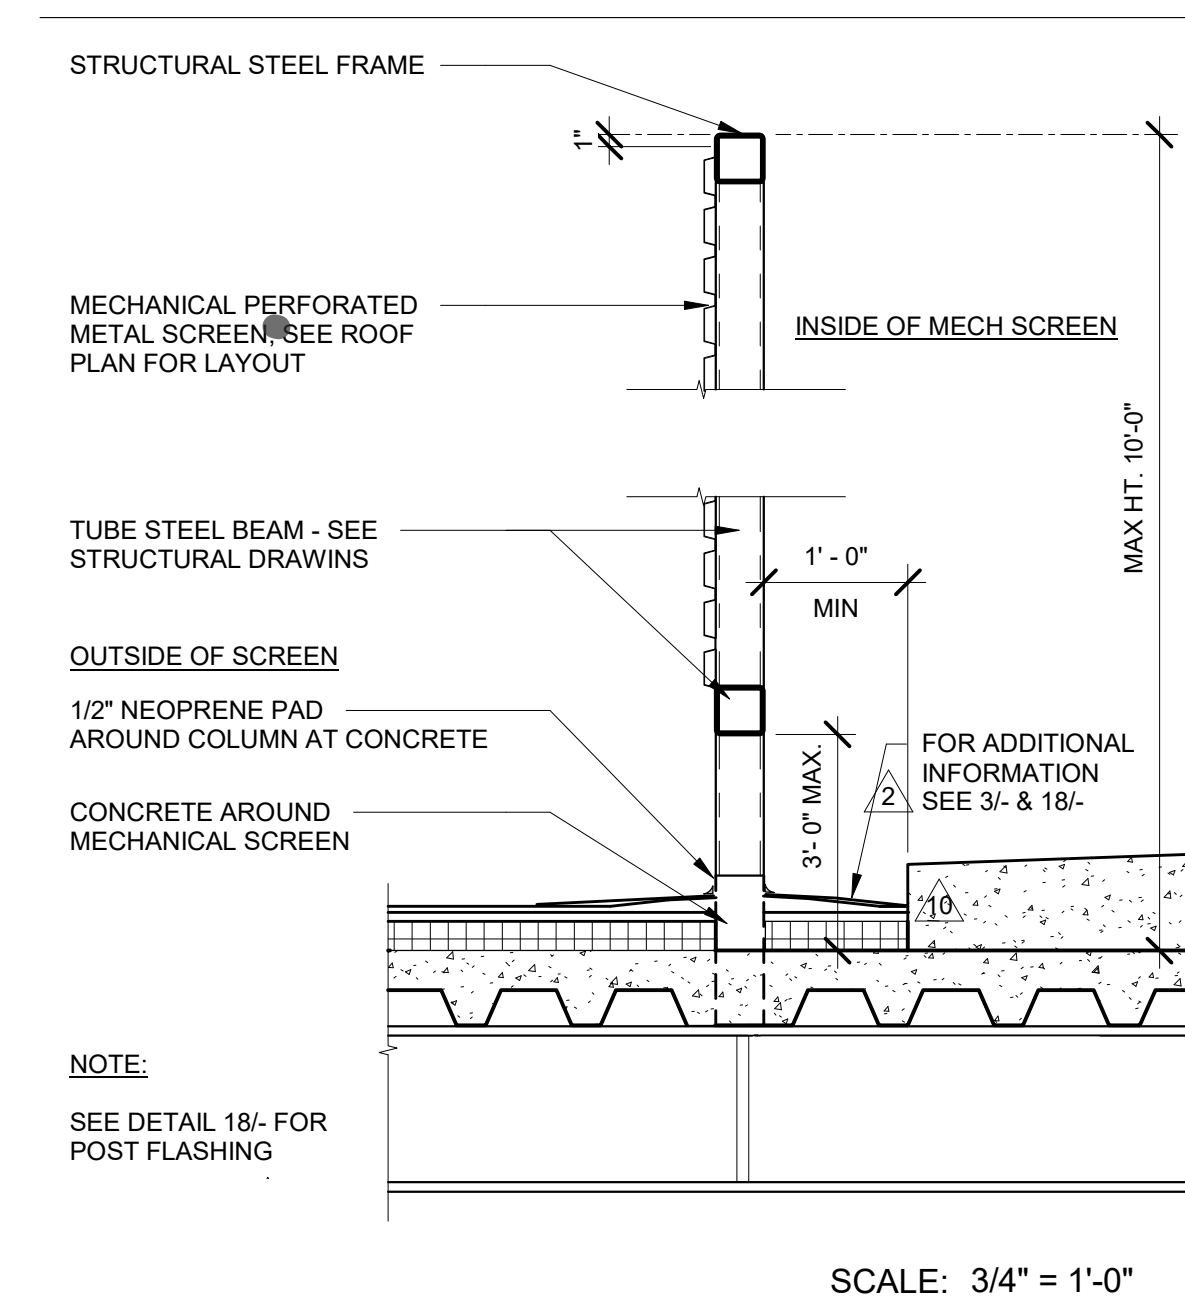 STRUCTURAL STEEL FRAME
1"
MECHANICAL PERFORATED
METAL SCREEN, SEE ROOF
PLAN FOR LAYOUT
INSIDE OF MECH SCREEN
MAX HT. 10'-0"
TUBE STEEL BEAM - SEE
STRUCTURAL DRAWINS
1' - 0"
MIN
OUTSIDE OF SCREEN
1/2" NEOPRENE PAD
AROUND COLUMN AT CONCRETE
3'- 0" MAX.
FOR ADDITIONAL
INFORMATION
SEE 3/- & 18/-
2
CONCRETE AROUND
MECHANICAL SCREEN
10
NOTE:
SEE DETAIL 18/- FOR
POST FLASHING
SCALE: 3/4" = 1'-0"